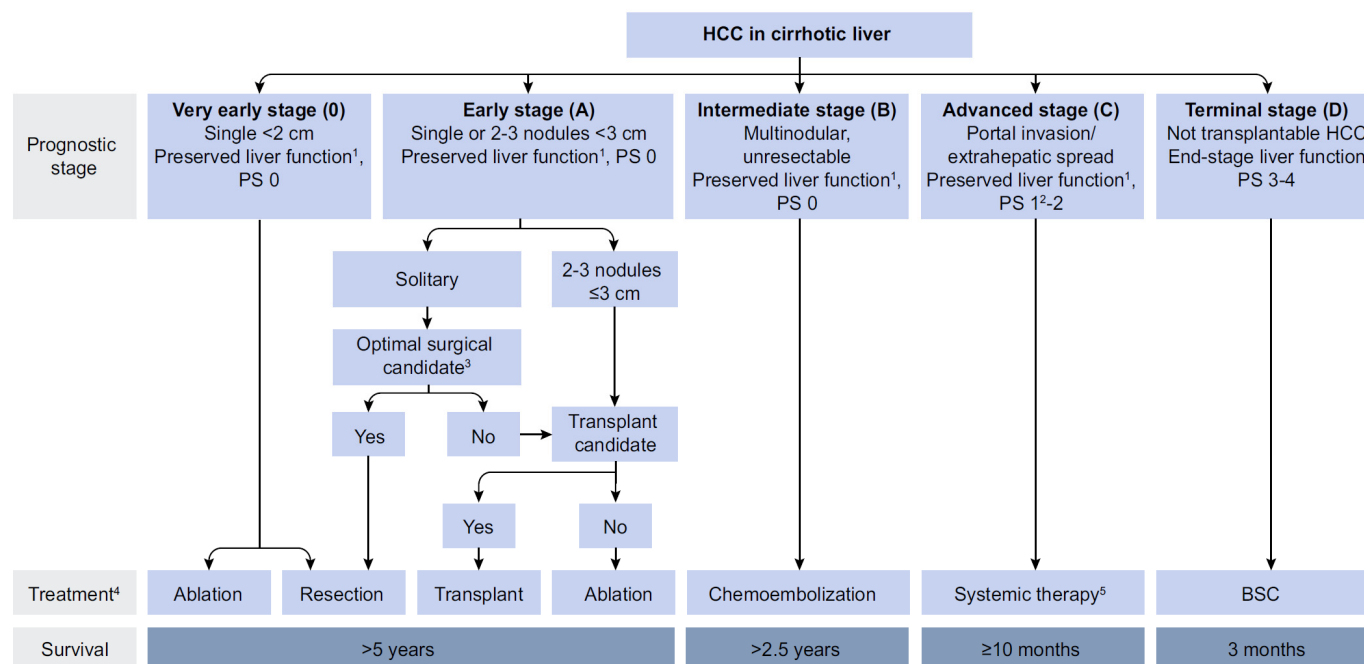 HCC in cirrhotic liver
Prognostic
stage
Very early stage (0)
Single <2 cm
Preserved liver function¹,
PS 0
Early stage (A)
Single or 2-3 nodules <3 cm
Preserved liver function¹, PS 0
Intermediate stage (B)
Multinodular,
unresectable
Preserved liver function¹,
PS 0
Advanced stage (C)
Portal invasion/
extrahepatic spread
Preserved liver function¹,
PS 1²-2
Terminal stage (D)
Not transplantable HCC
End-stage liver function
PS 3-4
Solitary
2-3 nodules
≤3 cm
Optimal surgical
candidate³
Yes
No
Transplant
candidate
Yes
No
Treatment⁴
Ablation
Resection
Transplant
Ablation
Chemoembolization
Systemic therapy⁵
BSC
Survival
>5 years
>2.5 years
≥10 months
3 months